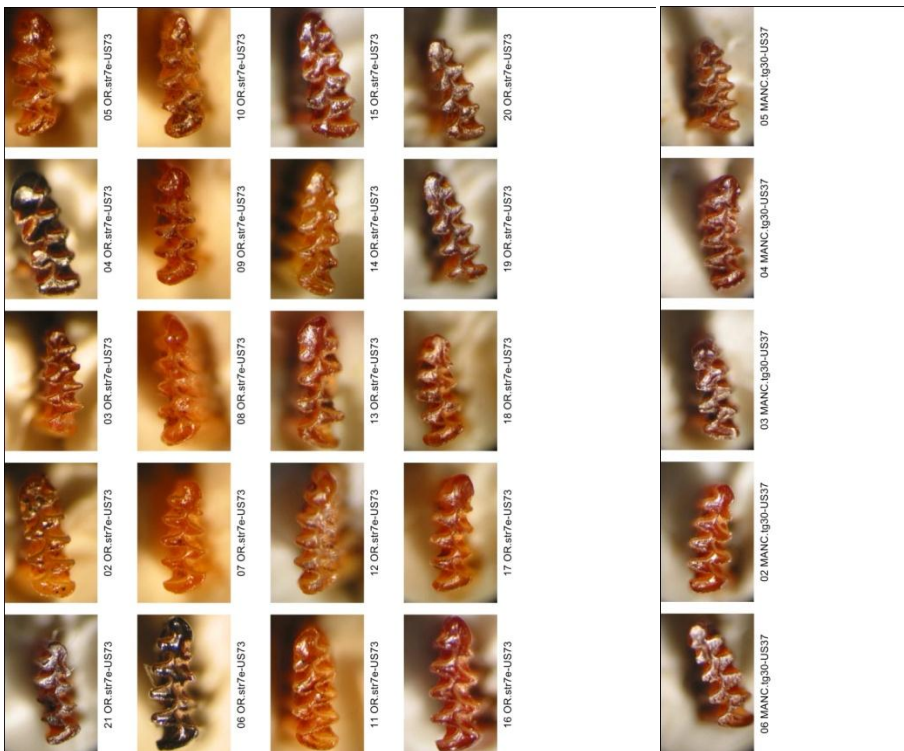 21 OR.str7e-US73
02 OR.str7e-US73
03 OR.str7e-US73
04 OR.str7e-US73
05 OR.str7e-US73
06 OR.str7e-US73
07 OR.str7e-US73
08 OR.str7e-US73
09 OR.str7e-US73
10 OR.str7e-US73
11 OR.str7e-US73
12 OR.str7e-US73
13 OR.str7e-US73
14 OR.str7e-US73
15 OR.str7e-US73
16 OR.str7e-US73
17 OR.str7e-US73
18 OR.str7e-US73
19 OR.str7e-US73
20 OR.str7e-US73
06 MANC.tg30-US37
02 MANC.tg30-US37
03 MANC.tg30-US37
04 MANC.tg30-US37
05 MANC.tg30-US37